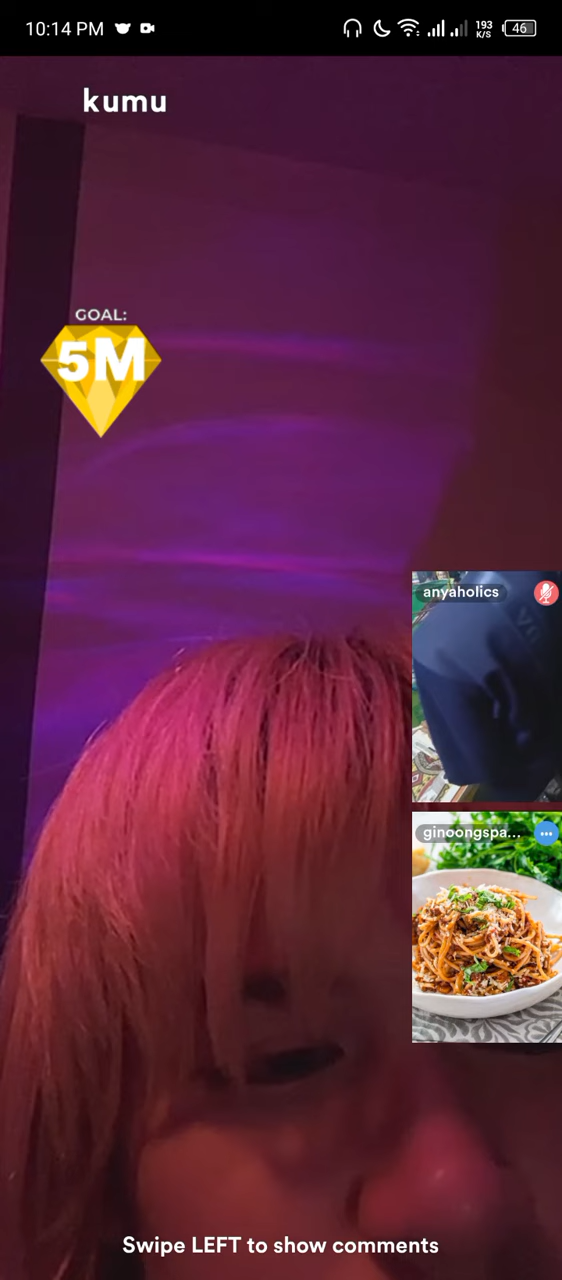 10:14 PM
193
K/S
46
kumu
GOAL:
5M
anyaholics
ginoongspa...
Swipe LEFT to show comments